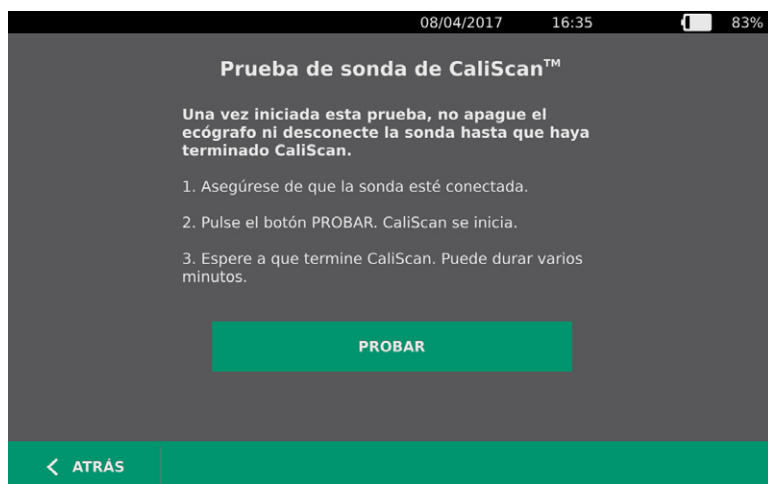 08/04/2017 16:35 83%
Prueba de sonda de CaliScan™
Una vez iniciada esta prueba, no apague el
ecógrafo ni desconecte la sonda hasta que haya
terminado CaliScan.
1. Asegúrese de que la sonda esté conectada.
2. Pulse el botón PROBAR. CaliScan se inicia.
3. Espere a que termine CaliScan. Puede durar varios
minutos.
PROBAR
ATRÁS